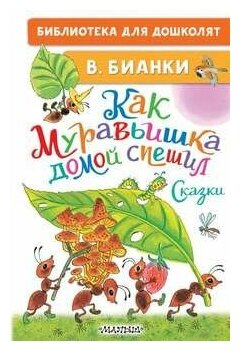 БИБЛИОТЕКА ДЛЯ ДОШКОЛЯТ
В. БИАНКИ
Как
Муравьишка
домой спешил
Сказки
МАЛЫШ